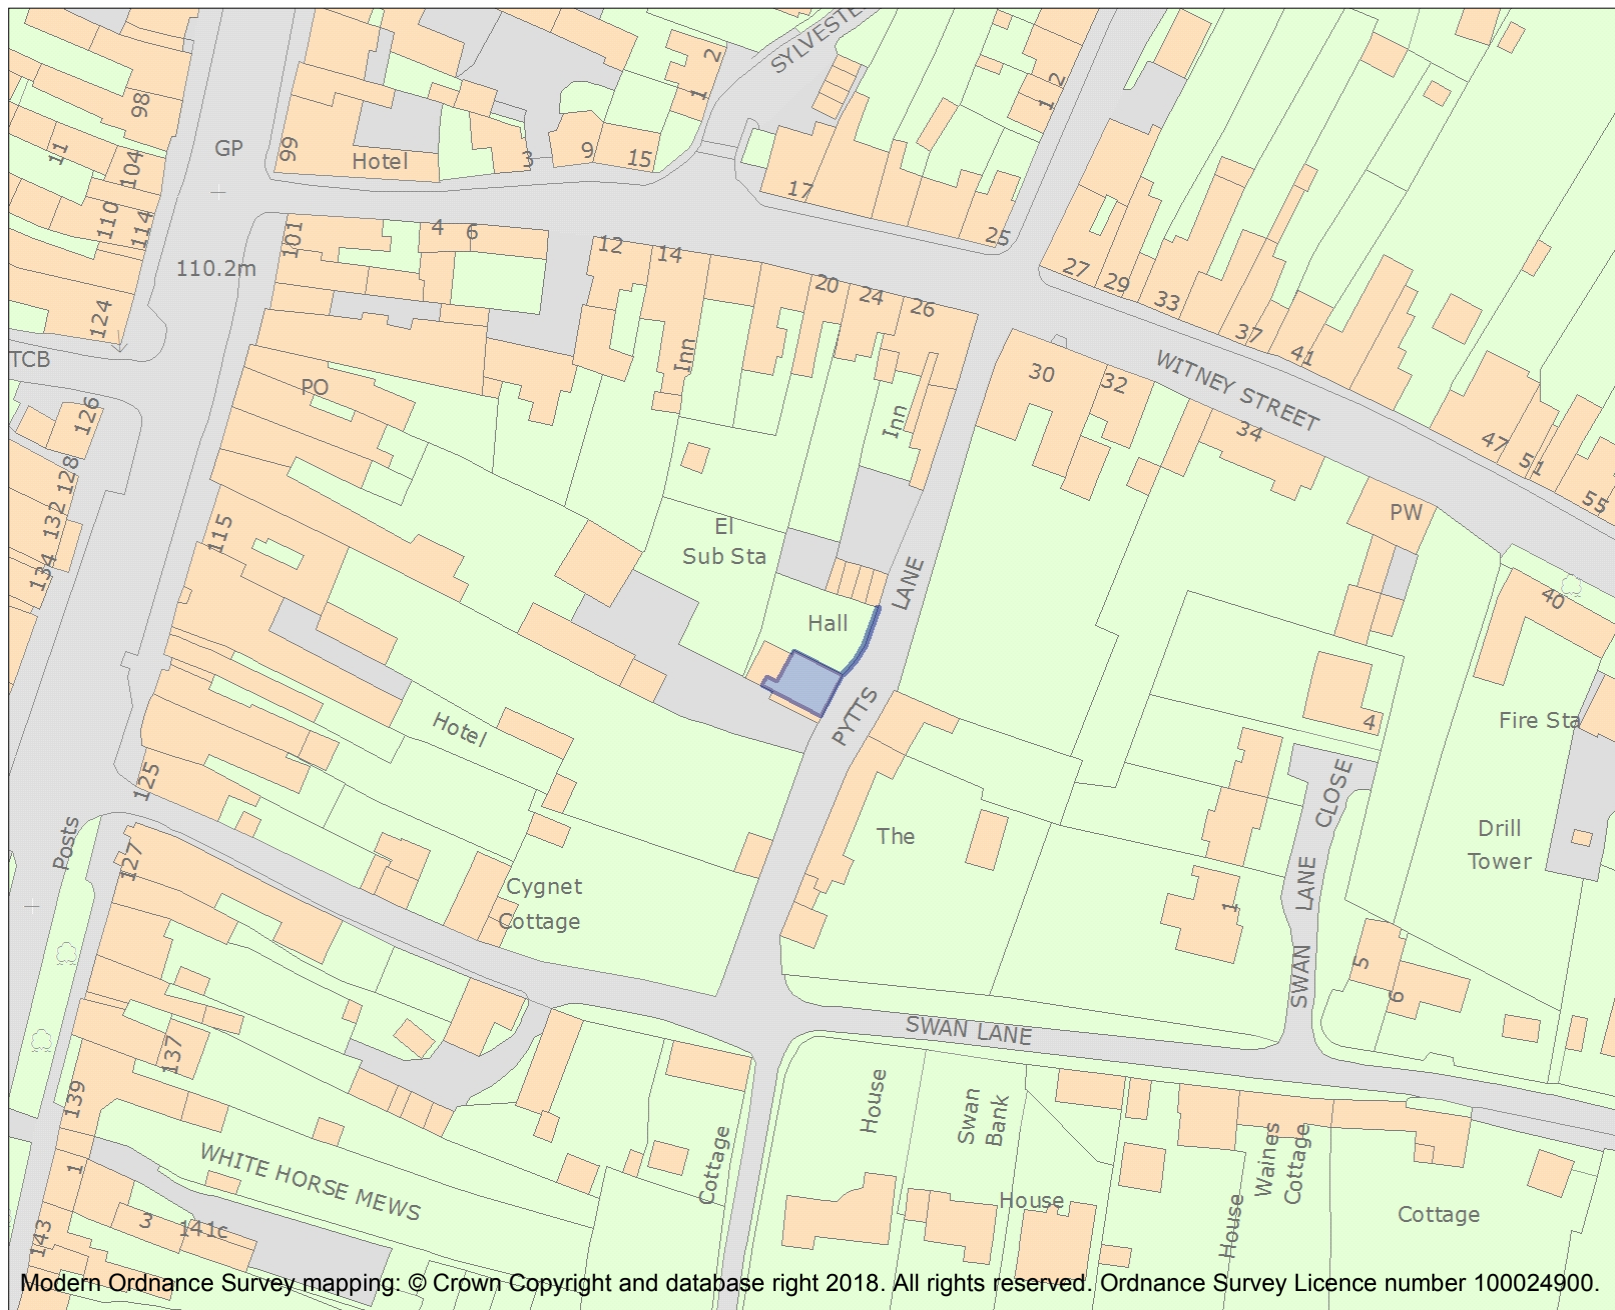 SYLVESTE
2
1
2
1
98
11
GP
99
Hotel
3
9
15
104
110
114
17
25
101
4
6
12
14
110.2m
20
24
26
27
29
33
37
41
124
TCB
PO
Inn
30
32
WITNEY STREET
126
Inn
34
47
51
55
128
132
134
115
El
Sub Sta
PW
LANE
40
Hall
PYTTS
Hotel
4
Fire Sta
125
CLOSE
Posts
127
The
Drill
Tower
Cygnet
Cottage
LANE
1
SWAN
5
6
SWAN LANE
137
139
House
Swan
Bank
Cottage
Waines
Cottage
House
WHITE HORSE MEWS
1
3
141c
143
House
Cottage
Modern Ordnance Survey mapping: © Crown Copyright and database right 2018. All rights reserved. Ordnance Survey Licence number 100024900.